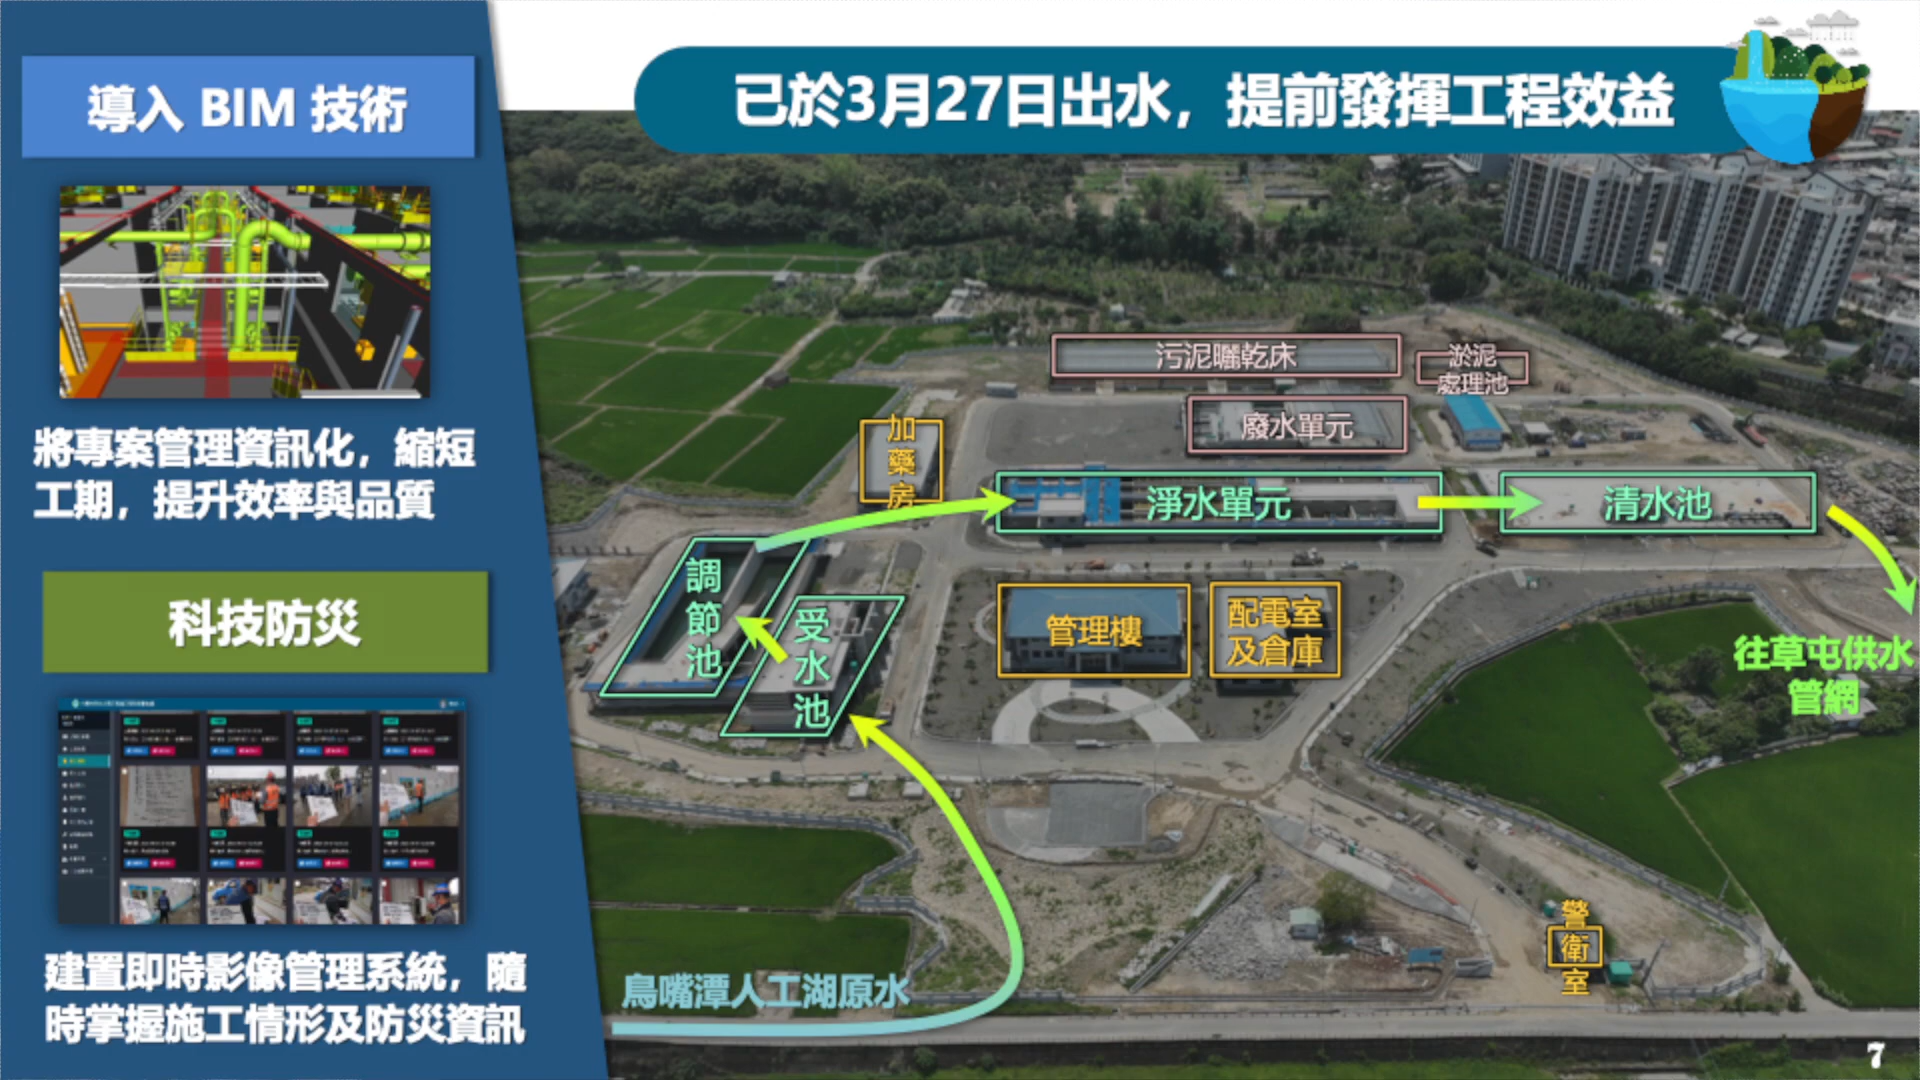 導入 BIM 技術
將專案管理資訊化，縮短
工期，提升效率與品質
科技防災
建置即時影像管理系統，隨
時掌握施工情形及防災資訊
已於3月27日出水，提前發揮工程效益
污泥曬乾床
淤泥
處理池
廢水單元
加藥房
淨水單元
清水池
調節池
受水池
管理樓
配電室
及倉庫
往草屯供水
管網
警衛室
鳥嘴潭人工湖原水
7